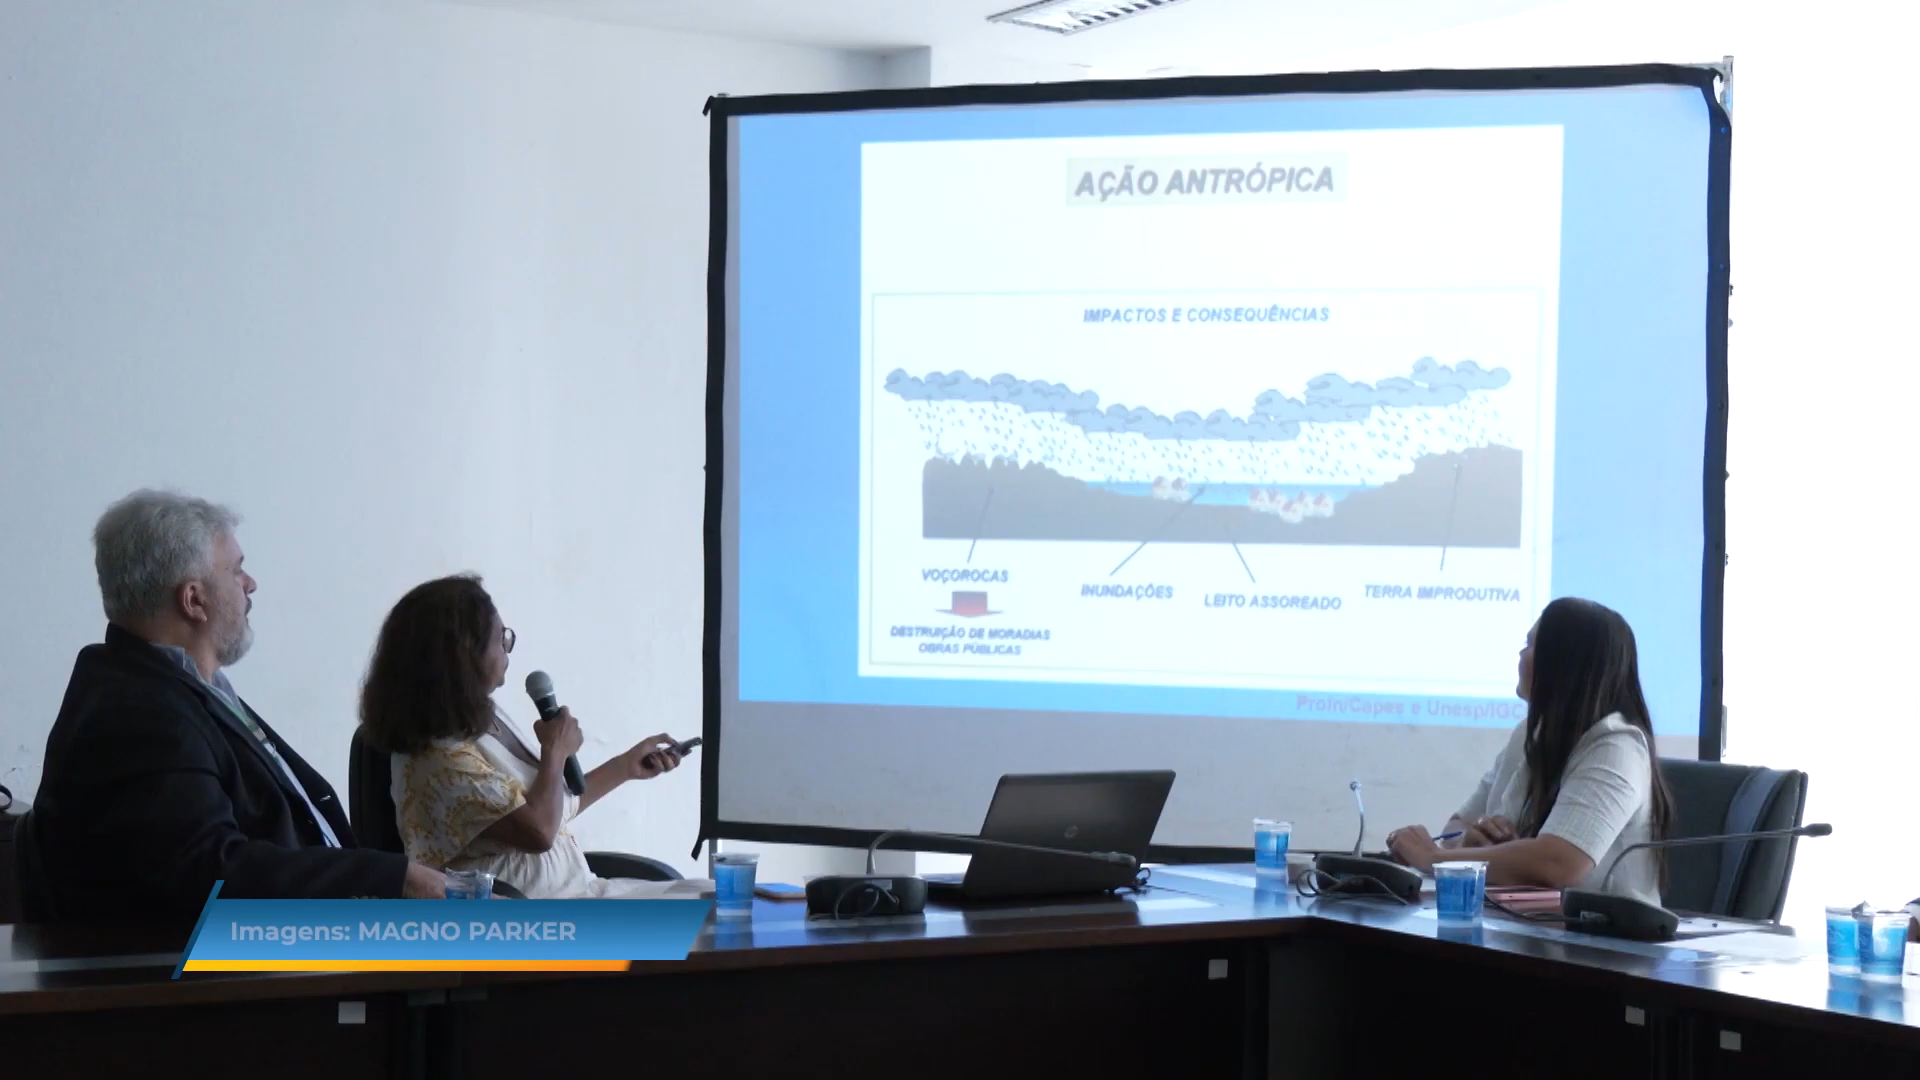 AÇÃO ANTRÓPICA
IMPACTOS E CONSEQUÊNCIAS
VOÇOROCAS
INUNDAÇÕES
LEITO ASSOREADO
TERRA IMPRODUTIVA
DESTRUIÇÃO DE MORADIAS
OBRAS PÚBLICAS
ProIn/Capes e Unesp/IGC
Imagens: MAGNO PARKER